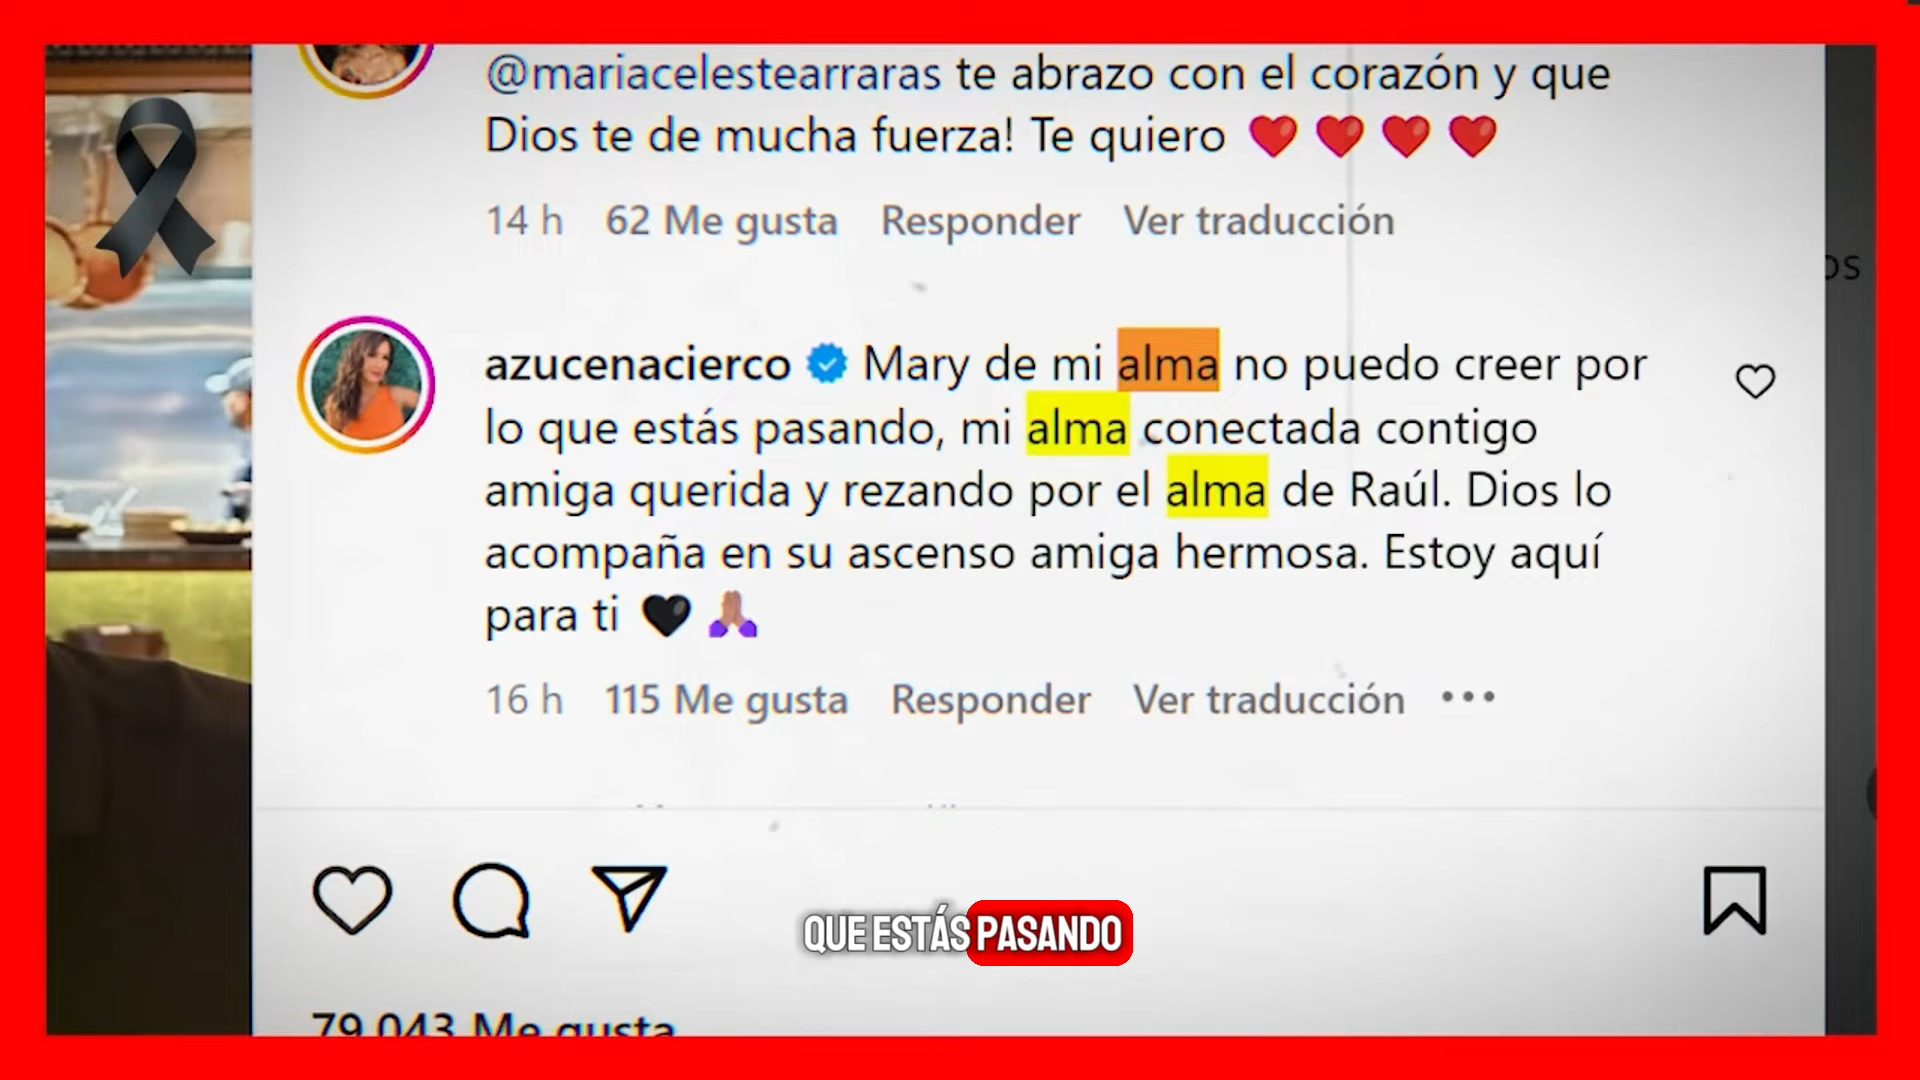 @mariacelestearraras te abrazo con el corazón y que
Dios te de mucha fuerza! Te quiero ❤️ ❤️ ❤️ ❤️
14 h 62 Me gusta Responder Ver traducción
azucenacierco Mary de mi alma no puedo creer por
lo que estás pasando, mi alma conectada contigo
amiga querida y rezando por el alma de Raúl. Dios lo
acompaña en su ascenso amiga hermosa. Estoy aquí
para ti 🖤 🙏🏽
16 h 115 Me gusta Responder Ver traducción •••
QUE ESTÁS PASANDO
79.043 Me gusta